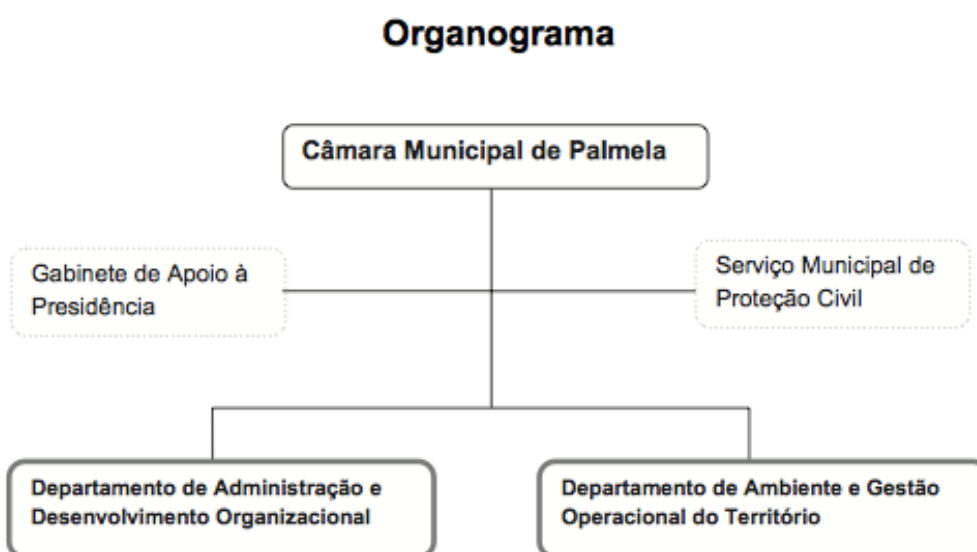 Organograma
Câmara Municipal de Palmela
Gabinete de Apoio à
Presidência
Serviço Municipal de
Proteção Civil
Departamento de Administração e
Desenvolvimento Organizacional
Departamento de Ambiente e Gestão
Operacional do Território